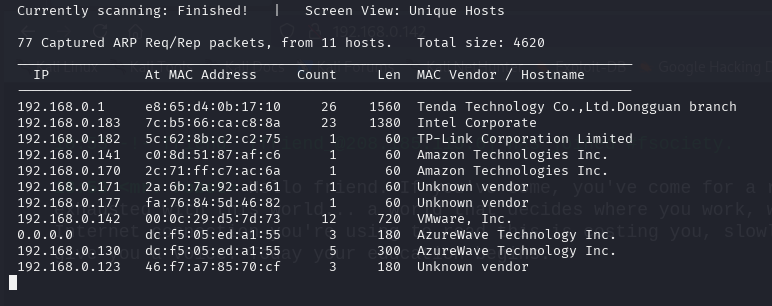 Currently scanning: Finished!   |   Screen View: Unique Hosts
77 Captured ARP Req/Rep packets, from 11 hosts.   Total size: 4620
IP            At MAC Address     Count     Len  MAC Vendor / Hostname
192.168.0.1     e8:65:d4:0b:17:10     26    1560  Tenda Technology Co.,Ltd.Dongguan branch
192.168.0.183   7c:b5:66:ca:c8:8a     23    1380  Intel Corporate
192.168.0.182   5c:62:8b:c2:c2:75      1      60  TP-Link Corporation Limited
192.168.0.141   c0:8d:51:87:af:c6      1      60  Amazon Technologies Inc.
192.168.0.170   2c:71:ff:c7:ac:6a      1      60  Amazon Technologies Inc.
192.168.0.171   2a:6b:7a:92:ad:61      1      60  Unknown vendor
192.168.0.177   fa:76:84:5d:46:82      1      60  Unknown vendor
192.168.0.142   00:0c:29:d5:7d:73     12     720  VMware, Inc.
0.0.0.0         dc:f5:05:ed:a1:55      3     180  AzureWave Technology Inc.
192.168.0.130   dc:f5:05:ed:a1:55      5     300  AzureWave Technology Inc.
192.168.0.123   46:f7:a7:85:70:cf      3     180  Unknown vendor